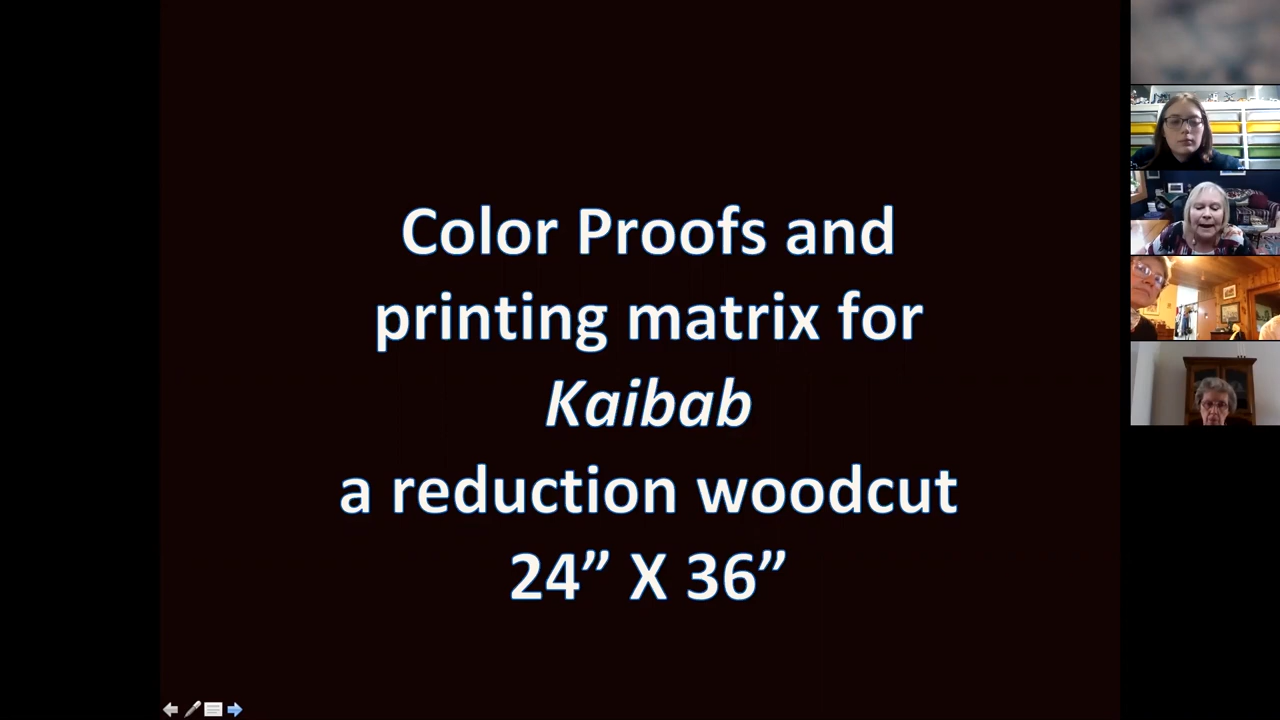 Color Proofs and
printing matrix for
Kaibab
a reduction woodcut
24” X 36”